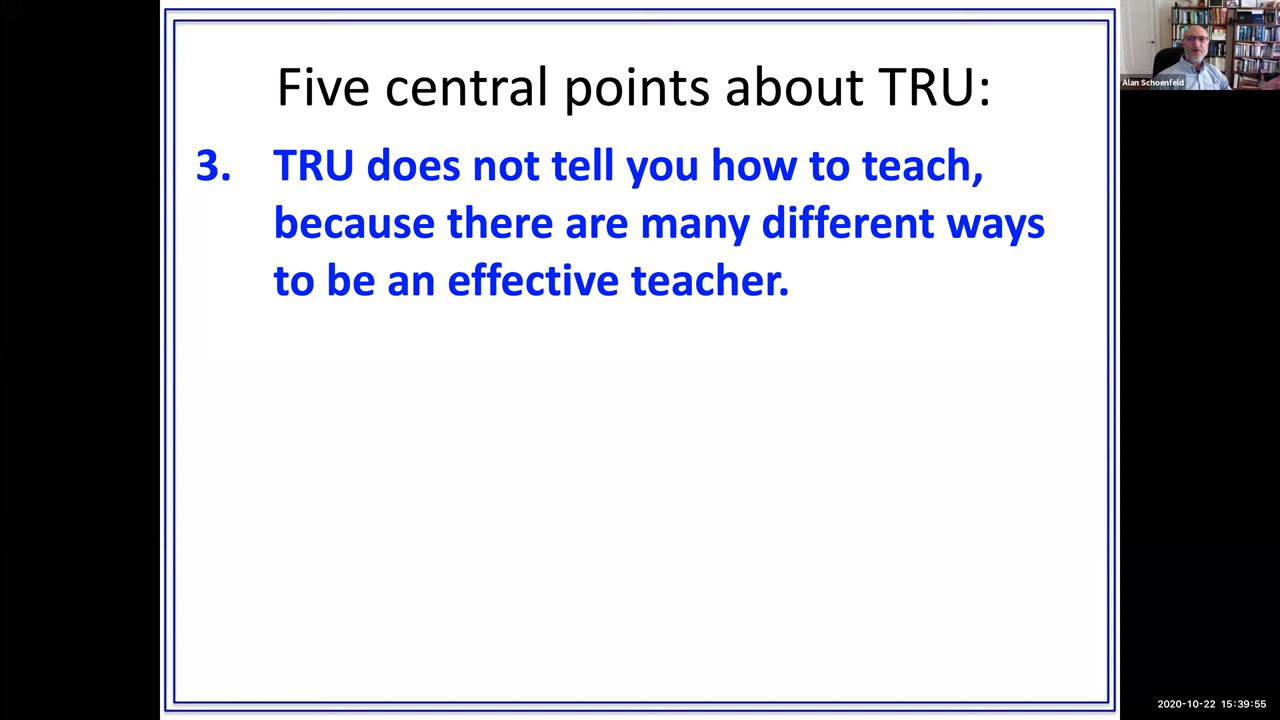 Five central points about TRU:
3. TRU does not tell you how to teach,
because there are many different ways
to be an effective teacher.
Alan Schoenfeld
2020-10-22 15:39:55